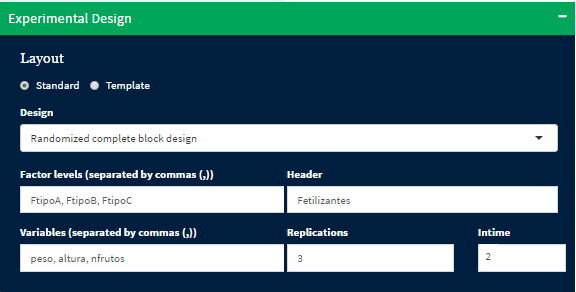 Experimental Design
Layout
Standard Template
Design
Randomized complete block design
Factor levels (separated by commas (,)) Header
FtipoA, FtipoB, FtipoC Fetilizantes
Variables (separated by commas (,)) Replications Intime
peso, altura, nfrutos 3 2